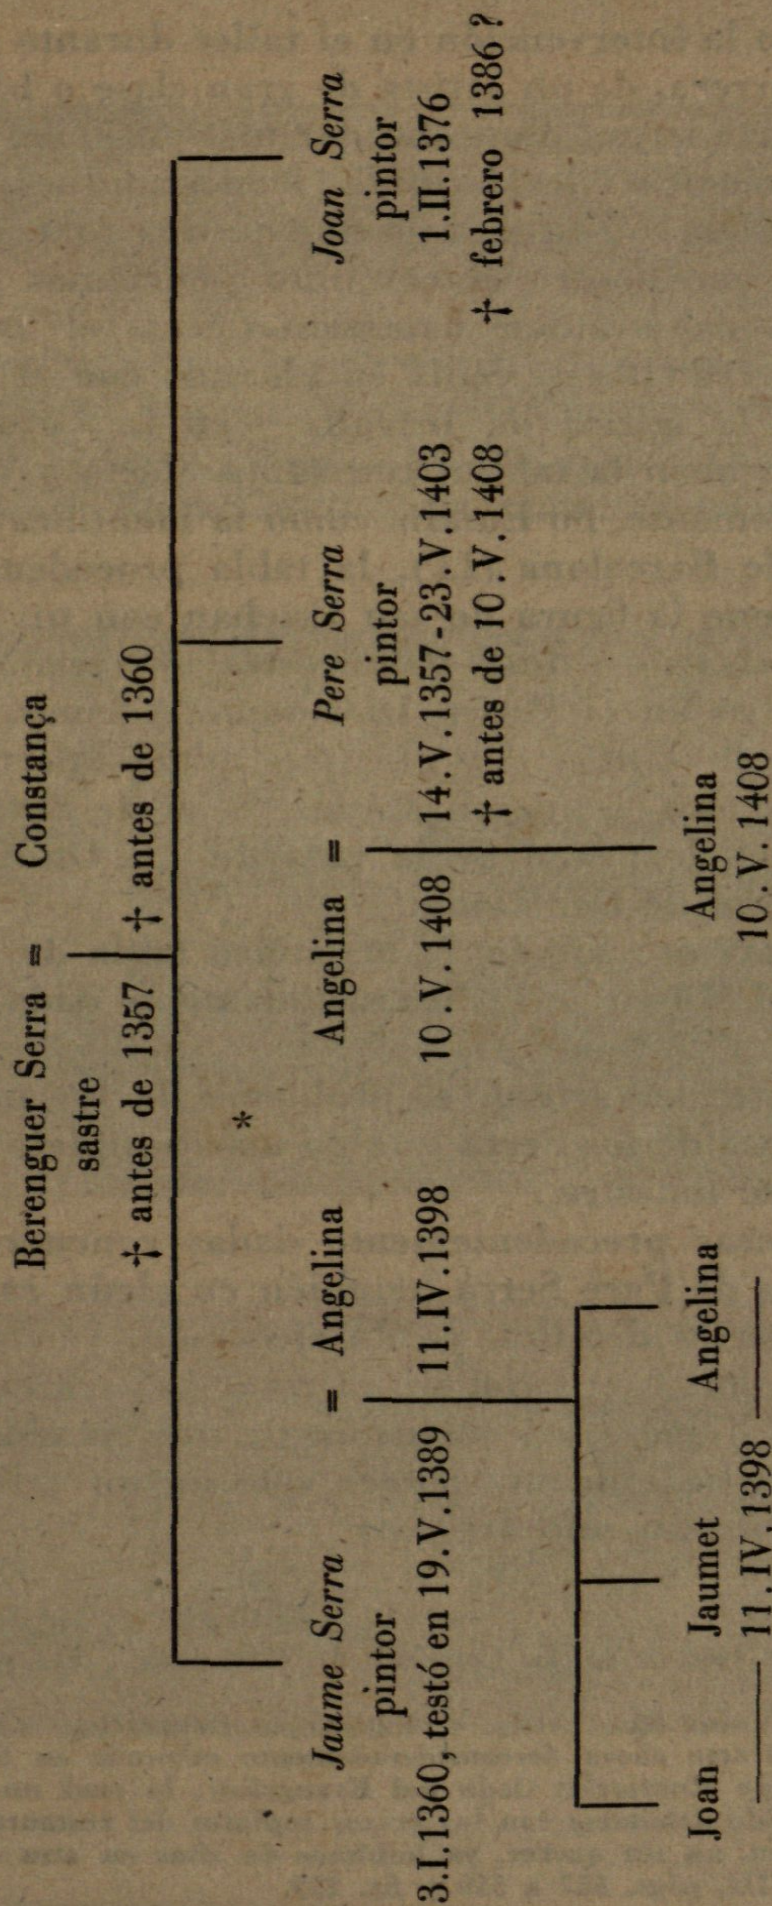 Berenguer Serra = Constança
sastre
† antes de 1357 † antes de 1360
*
Jaume Serra = Angelina
pintor
3.I.1360, testó en 19.V.1389 11.IV.1398
Angelina = Pere Serra
pintor
10.V.1408 14.V.1357-23.V.1403
† antes de 10.V.1408
Joan Serra
pintor
1.II.1376
† febrero 1386?
Joan Jaumet Angelina
11.IV.1398
Angelina
10.V.1408